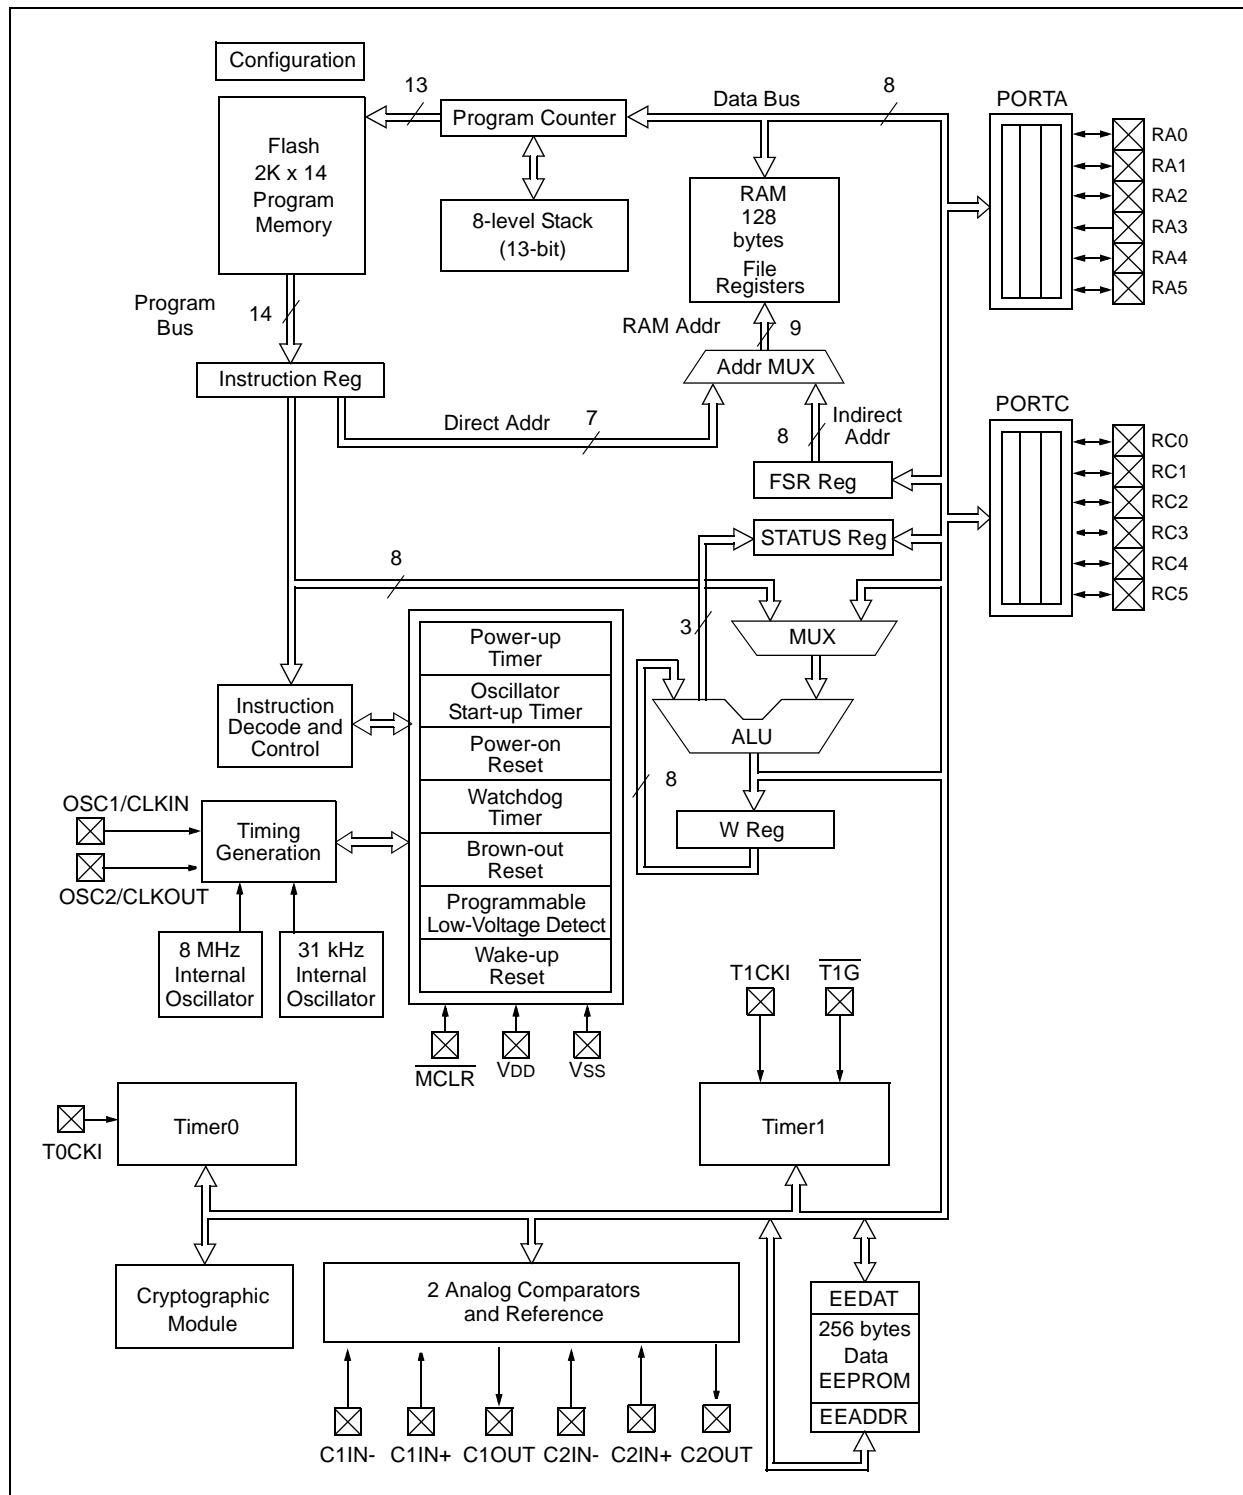 Configuration
13
Data Bus
8
PORTA
Flash
2K x 14
Program
Memory
Program Counter
8-level Stack
(13-bit)
RAM
128
bytes
File
Registers
RA0
RA1
RA2
RA3
RA4
RA5
Program
Bus
14
RAM Addr
9
Addr MUX
Instruction Reg
Direct Addr
7
8
Indirect
Addr
FSR Reg
STATUS Reg
PORTC
RC0
RC1
RC2
RC3
RC4
RC5
8
3
MUX
Power-up
Timer
Oscillator
Start-up Timer
Power-on
Reset
Watchdog
Timer
Brown-out
Reset
Programmable
Low-Voltage Detect
Wake-up
Reset
Instruction
Decode and
Control
ALU
8
W Reg
OSC1/CLKIN
OSC2/CLKOUT
Timing
Generation
8 MHz
Internal
Oscillator
31 kHz
Internal
Oscillator
MCLR
VDD
VSS
T1CKI
T1G
T0CKI
Timer0
Timer1
Cryptographic
Module
2 Analog Comparators
and Reference
EEDAT
256 bytes
Data
EEPROM
EEADDR
C1IN-
C1IN+
C1OUT
C2IN-
C2IN+
C2OUT